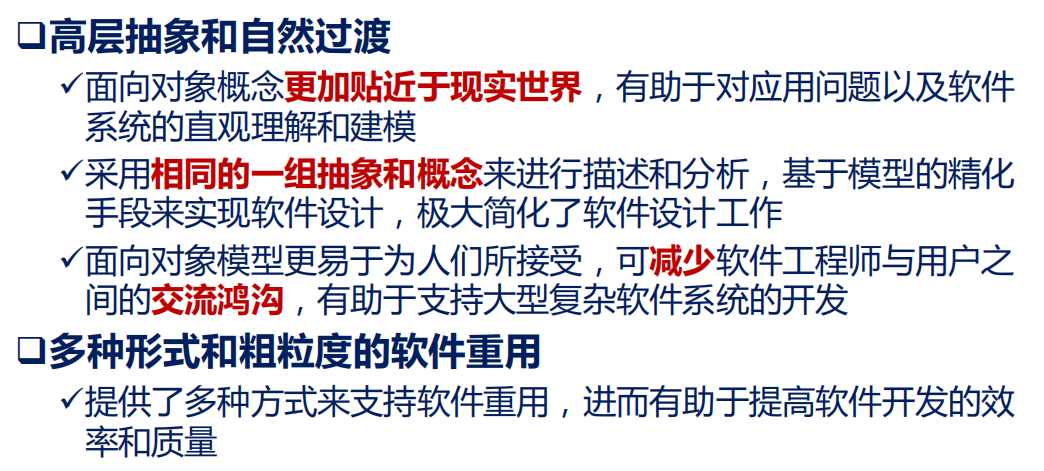 ❑高层抽象和自然过渡
✓面向对象概念更加贴近于现实世界，有助于对应用问题以及软件
系统的直观理解和建模
✓采用相同的一组抽象和概念来进行描述和分析，基于模型的精化
手段来实现软件设计，极大简化了软件设计工作
✓面向对象模型更易于为人们所接受，可减少软件工程师与用户之
间的交流鸿沟，有助于支持大型复杂软件系统的开发
❑多种形式和粗粒度的软件重用
✓提供了多种方式来支持软件重用，进而有助于提高软件开发的效
率和质量